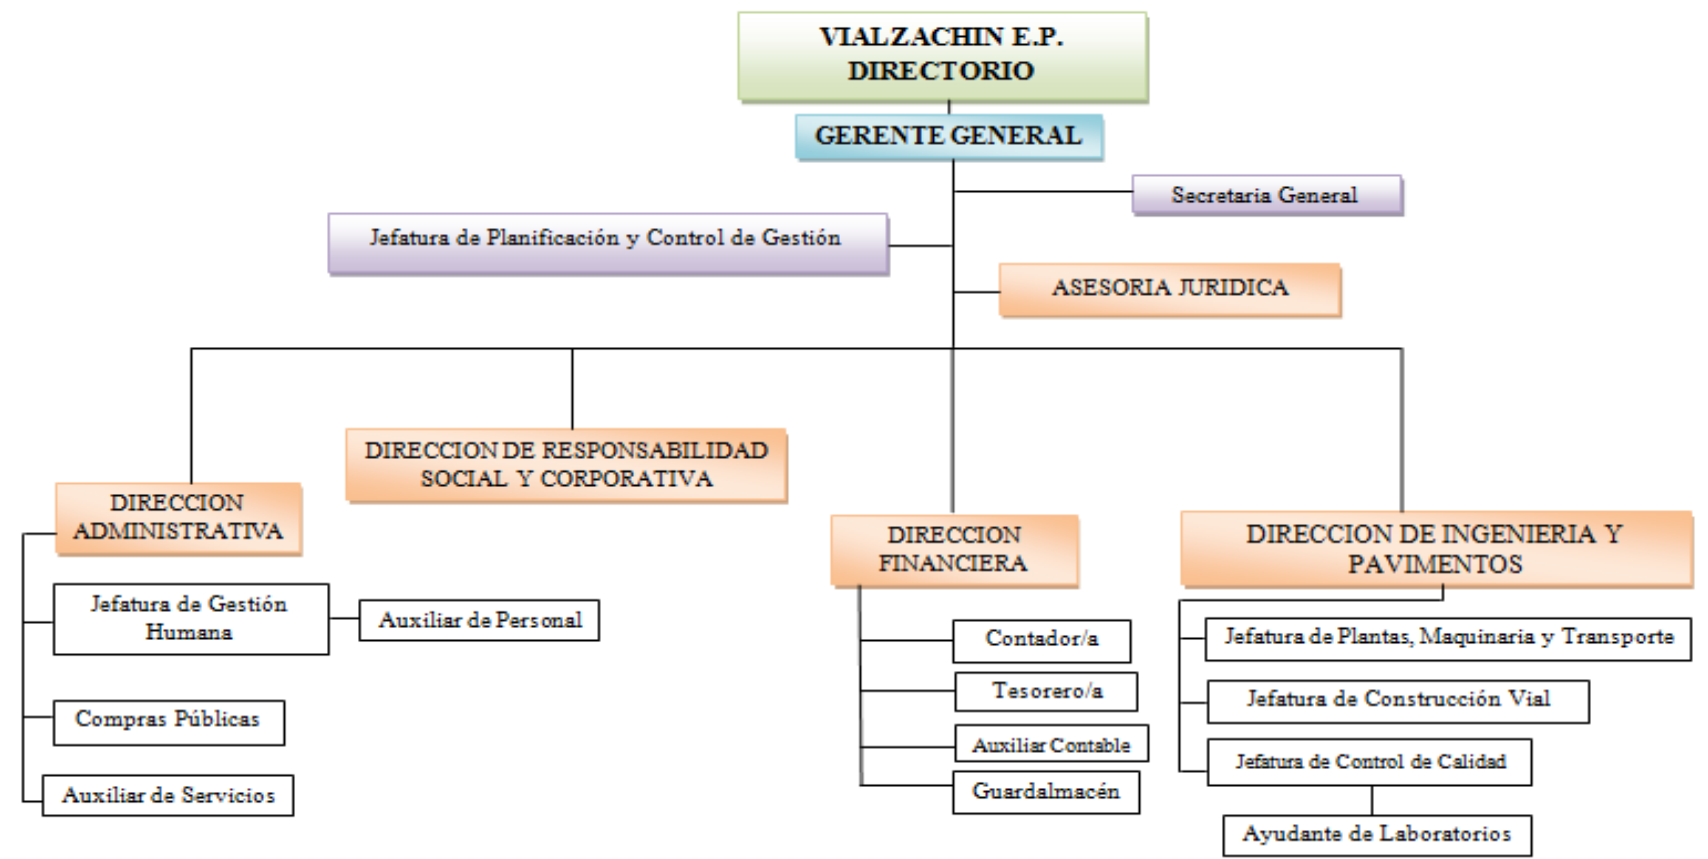 VIALZACHIN E.P.
DIRECTORIO
GERENTE GENERAL
Secretaria General
Jefatura de Planificación y Control de Gestión
ASESORIA JURIDICA
DIRECCION DE RESPONSABILIDAD
SOCIAL Y CORPORATIVA
DIRECCION
ADMINISTRATIVA
Jefatura de Gestión
Humana
Auxiliar de Personal
Compras Públicas
Auxiliar de Servicios
DIRECCION
FINANCIERA
Contador/a
Tesorero/a
Auxiliar Contable
Guardalmacén
DIRECCION DE INGENIERIA Y
PAVIMENTOS
Jefatura de Plantas, Maquinaria y Transporte
Jefatura de Construcción Vial
Jefatura de Control de Calidad
Ayudante de Laboratorios